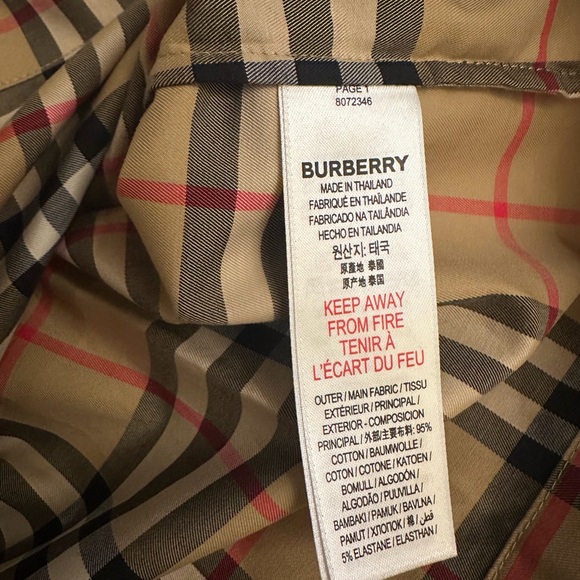 PAGE 1
8072346
BURBERRY
MADE IN THAILAND
FABRIQUÉ EN THAÏLANDE
FABRICADO NA TAILÂNDIA
HECHO EN TAILANDIA
원산지: 태국
原產地: 泰國
原产地: 泰国
KEEP AWAY
FROM FIRE
TENIR À
L'ÉCART DU FEU
OUTER / MAIN FABRIC / TISSU
EXTÉRIEUR / PRINCIPAL /
EXTERIOR - COMPOSICION
PRINCIPAL / 外部/主要布料: 95%
COTTON / BAUMWOLLE /
COTON / COTONE / KATOEN /
BOMULL / ALGODÓN /
ALGODÃO / PUUVILLA /
BAMBAKI / PAMUK / BAVLNA /
PAMUT / ХЛОПОК / 棉 / قطن /
5% ELASTANE / ELASTHAN /